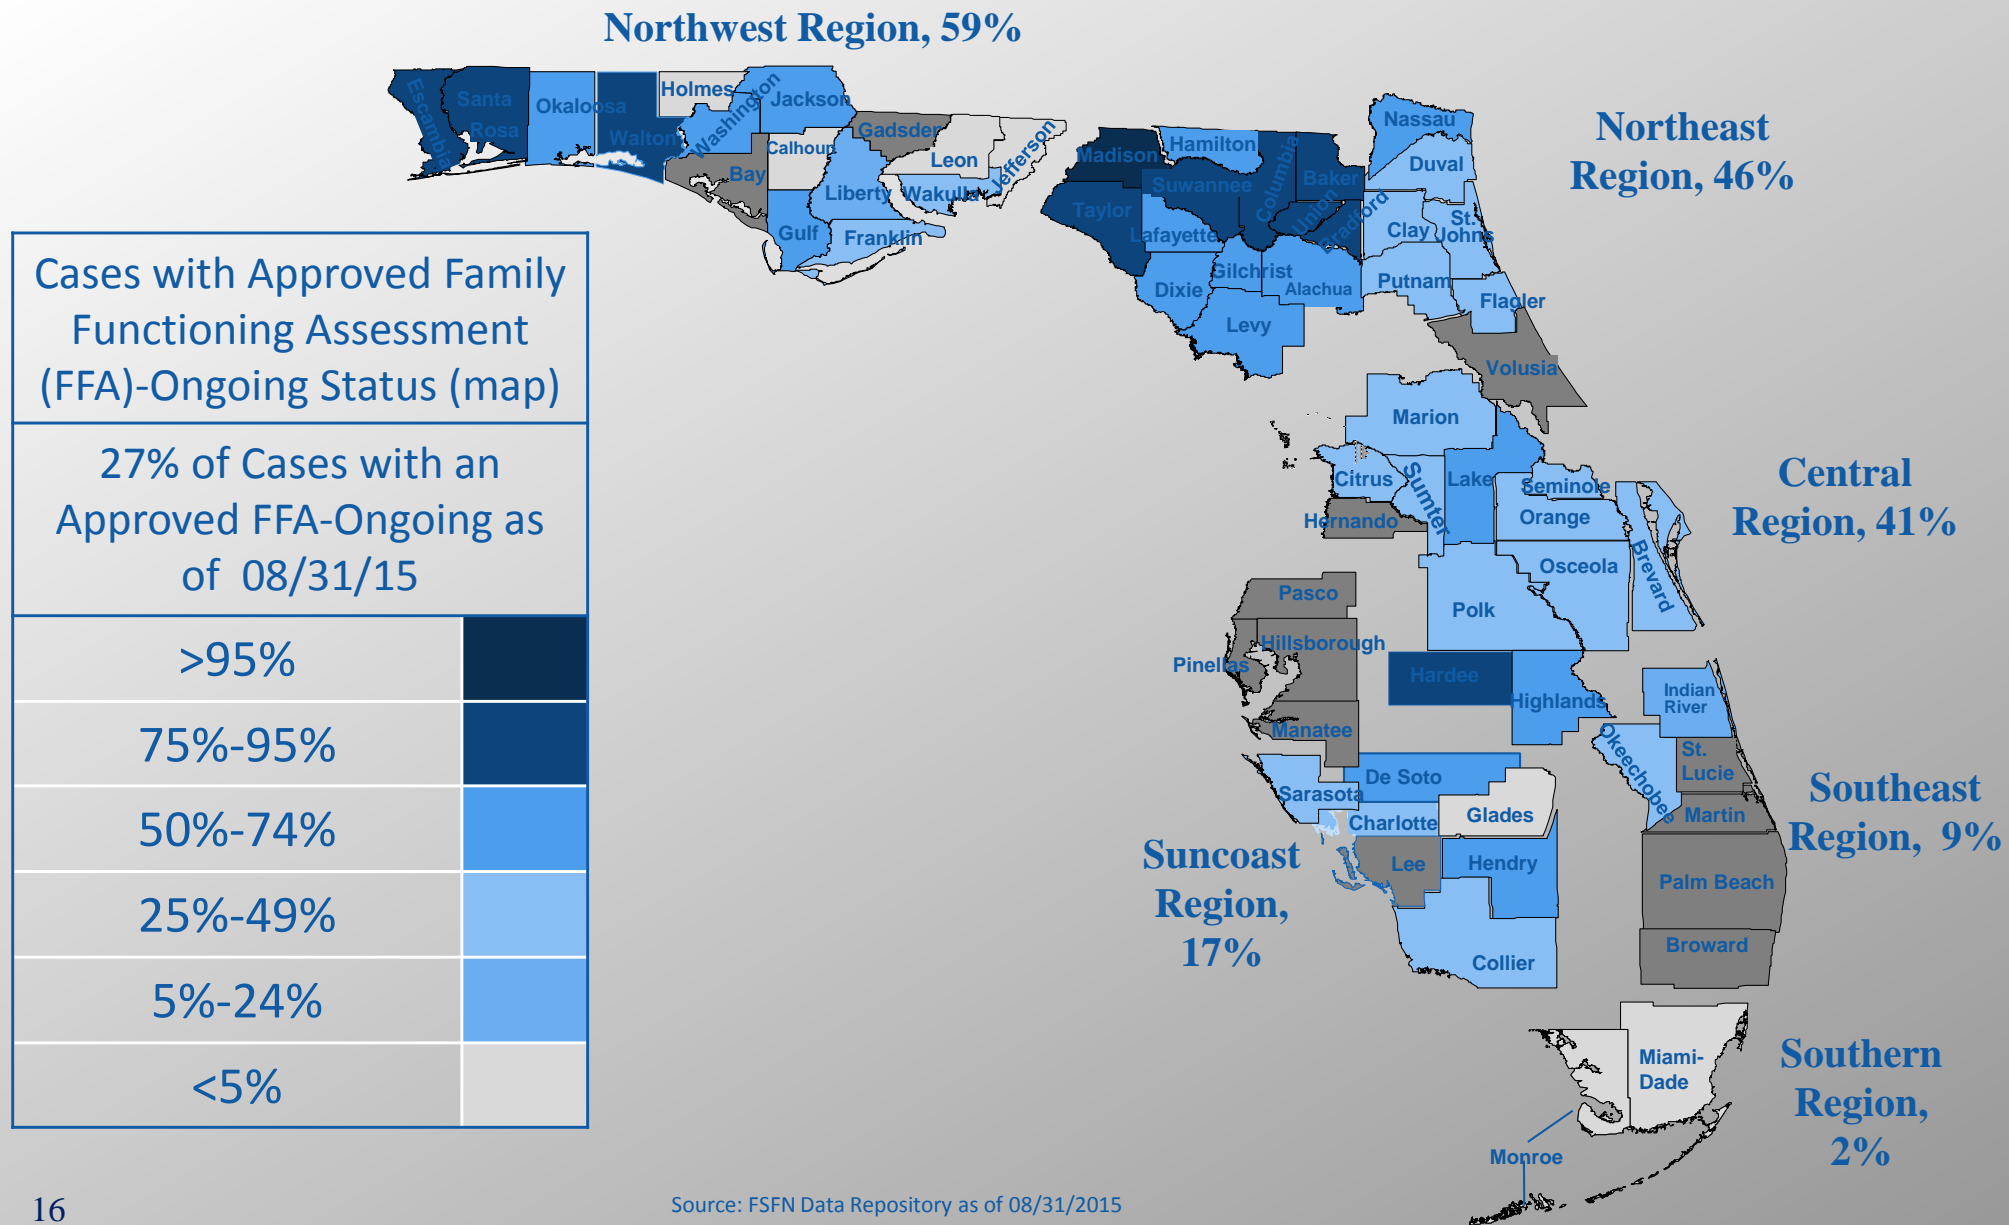 Northwest Region, 59%
Escambia
Santa
Rosa
Okaloosa
Walton
Holmes
Washington
Jackson
Calhoun
Bay
Gadsden
Leon
Jefferson
Liberty
Wakulla
Gulf
Franklin
Madison
Hamilton
Suwannee
Columbia
Baker
Union
Bradford
Taylor
Lafayette
Gilchrist
Alachua
Dixie
Levy
Nassau
Duval
Clay
St.
Johns
Putnam
Flagler
Volusia
Northeast
Region, 46%
Cases with Approved Family
Functioning Assessment
(FFA)-Ongoing Status (map)
27% of Cases with an
Approved FFA-Ongoing as
of 08/31/15
>95%
75%-95%
50%-74%
25%-49%
5%-24%
<5%
Marion
Citrus
Sumter
Lake
Seminole
Orange
Hernando
Osceola
Brevard
Polk
Central
Region, 41%
Pasco
Hillsborough
Pinellas
Manatee
Hardee
Highlands
Indian
River
Okeechobee
St.
Lucie
Martin
Palm Beach
Broward
Southeast
Region, 9%
De Soto
Sarasota
Charlotte
Glades
Lee
Hendry
Collier
Suncoast
Region,
17%
Miami-
Dade
Monroe
Southern
Region,
2%
16
Source: FSFN Data Repository as of 08/31/2015